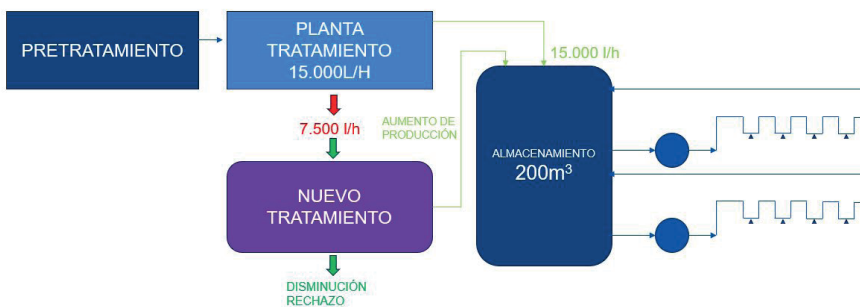 PRETRATAMIENTO
PLANTA
TRATAMIENTO
15.000L/H
15.000 l/h
7.500 l/h
AUMENTO DE
PRODUCCIÓN
ALMACENAMIENTO
200m³
NUEVO
TRATAMIENTO
DISMINUCIÓN
RECHAZO